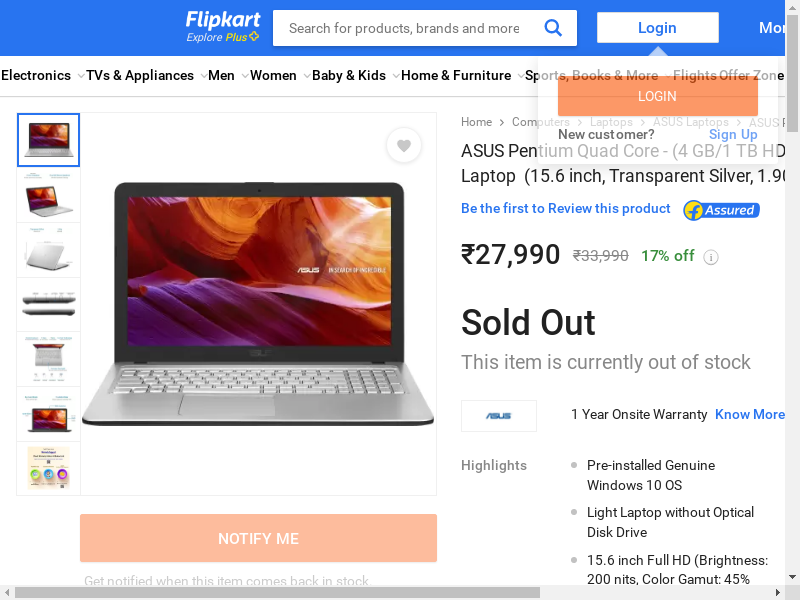 Flipkart
Explore Plus
Search for products, brands and more
Login
Electronics
TVs & Appliances
Men
Women
Baby & Kids
Home & Furniture
Sports, Books & More
Flights
Offer Zone
LOGIN
New customer?
Sign Up
Home
Computers
Laptops
ASUS Laptops
ASUS
ASUS Pentium Quad Core - (4 GB/1 TB HD
Laptop (15.6 inch, Transparent Silver, 1.90
Be the first to Review this product
Assured
₹27,990 ₹33,990 17% off
ASUS IN SEARCH OF INCREDIBLE
Sold Out
This item is currently out of stock
ASUS
1 Year Onsite Warranty Know More
Highlights
Pre-installed Genuine
Windows 10 OS
Light Laptop without Optical
Disk Drive
15.6 inch Full HD (Brightness:
200 nits, Color Gamut: 45%
NOTIFY ME
Get notified when this item comes back in stock.